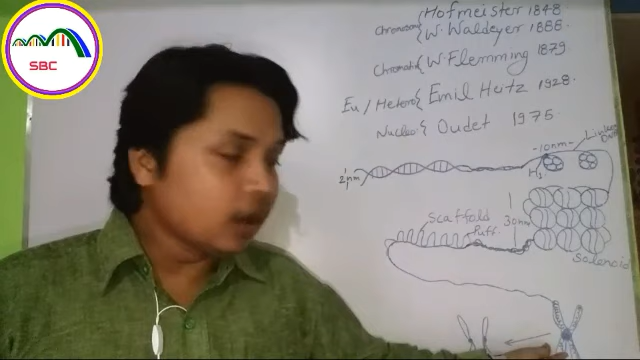 SBC
Chromosom { Hofmeister 1848.
W. Waldeyer 1888.
Chromatin { W. Flemming 1879.
Eu / Hetero { Emil Heitz 1928.
Nucleo { Oudet 1975.
2nm
10nm
Linker
DNA
H1
Scaffold
Puff
30nm
Solenoid